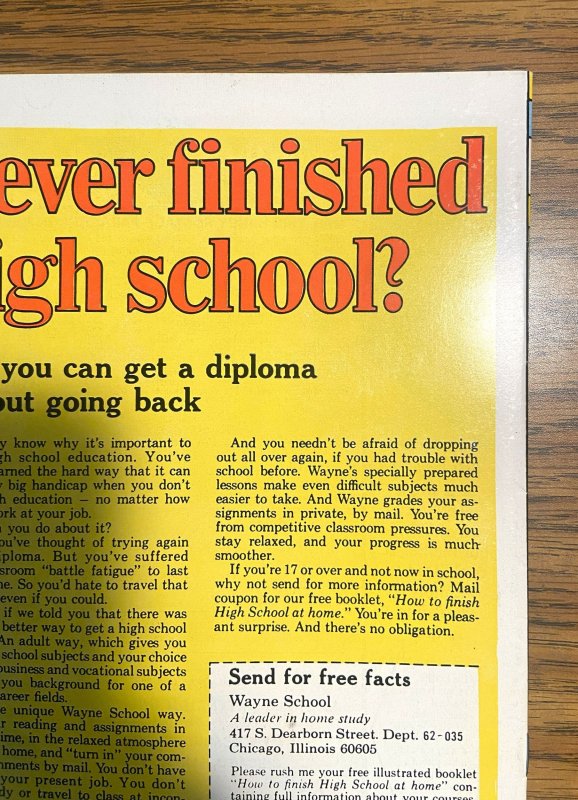 ever finished
igh school?
you can get a diploma
out going back
y know why it's important to
gh school education. You've
arned the hard way that it can
y big handicap when you don't
h education — no matter how
ork at your job.
you do about it?
ou've thought of trying again
iploma. But you've suffered
sroom "battle fatigue" to last
ne. So you'd hate to travel that
even if you could.
if we told you that there was
better way to get a high school
An adult way, which gives you
school subjects and your choice
business and vocational subjects
you background for one of a
areer fields.
e unique Wayne School way.
r reading and assignments in
ime, in the relaxed atmosphere
home, and "turn in" your com-
nments by mail. You don't have
your present job. You don't
dy or travel to class at incon-
And you needn't be afraid of dropping
out all over again, if you had trouble with
school before. Wayne's specially prepared
lessons make even difficult subjects much
easier to take. And Wayne grades your as-
signments in private, by mail. You're free
from competitive classroom pressures. You
stay relaxed, and your progress is much
smoother.
If you're 17 or over and not now in school,
why not send for more information? Mail
coupon for our free booklet, "How to finish
High School at home." You're in for a pleas-
ant surprise. And there's no obligation.
Send for free facts
Wayne School
A leader in home study
417 S. Dearborn Street. Dept. 62-035
Chicago, Illinois 60605
Please rush me your free illustrated booklet
"How to finish High School at home" con-
taining full information about your courses